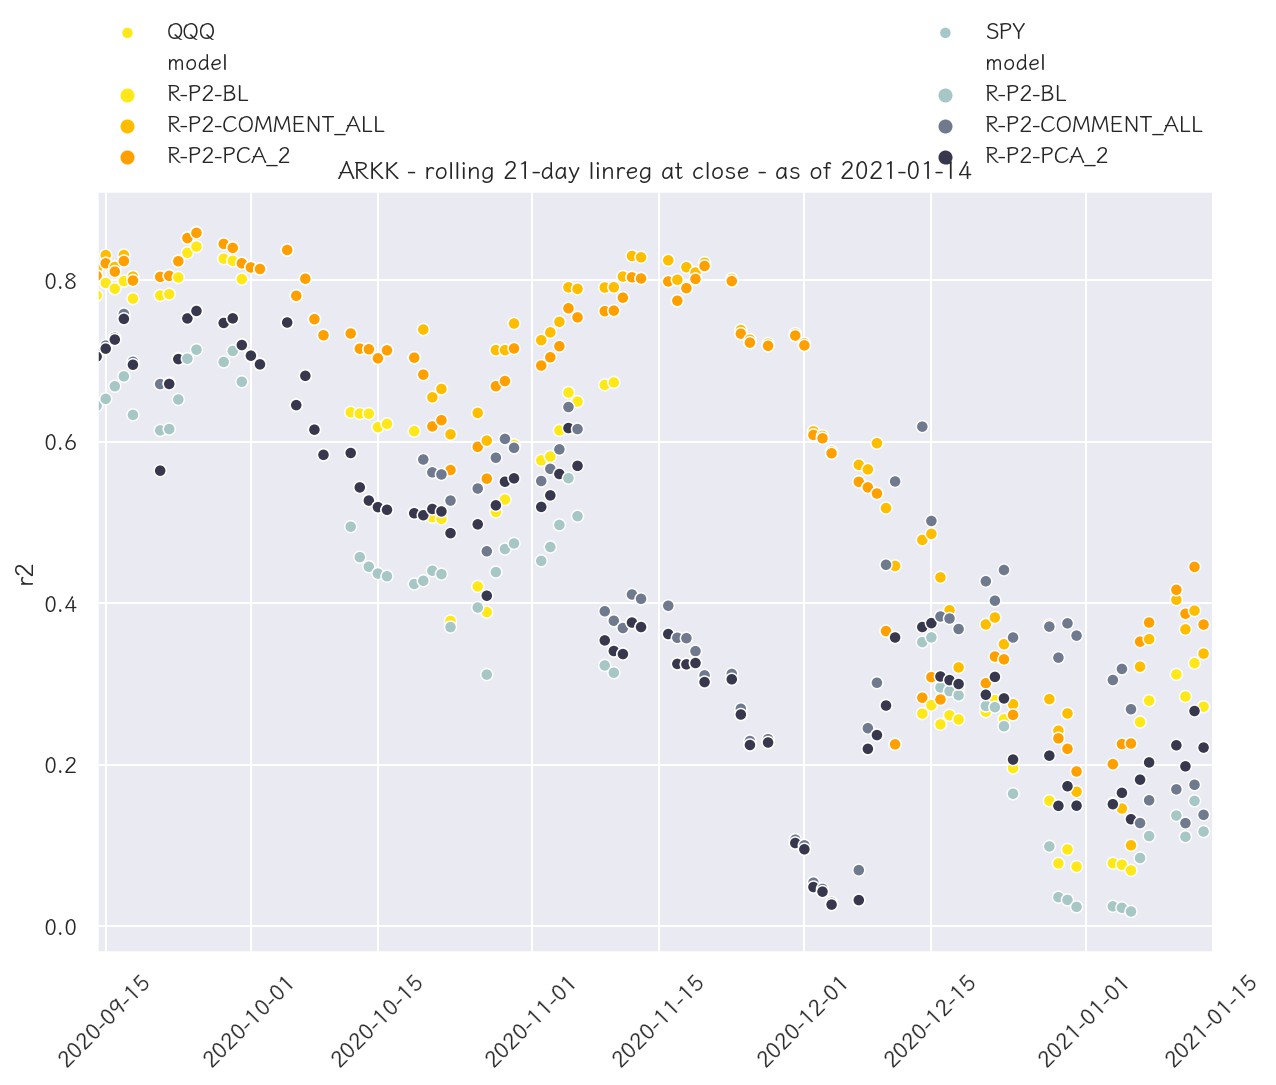 QQQ
model
R-P2-BL
R-P2-COMMENT_ALL
R-P2-PCA_2
SPY
model
R-P2-BL
R-P2-COMMENT_ALL
R-P2-PCA_2
ARKK - rolling 21-day linreg at close - as of 2021-01-14
r2
0.8
0.6
0.4
0.2
0.0
2020-09-15
2020-10-01
2020-10-15
2020-11-01
2020-11-15
2020-12-01
2020-12-15
2021-01-01
2021-01-15